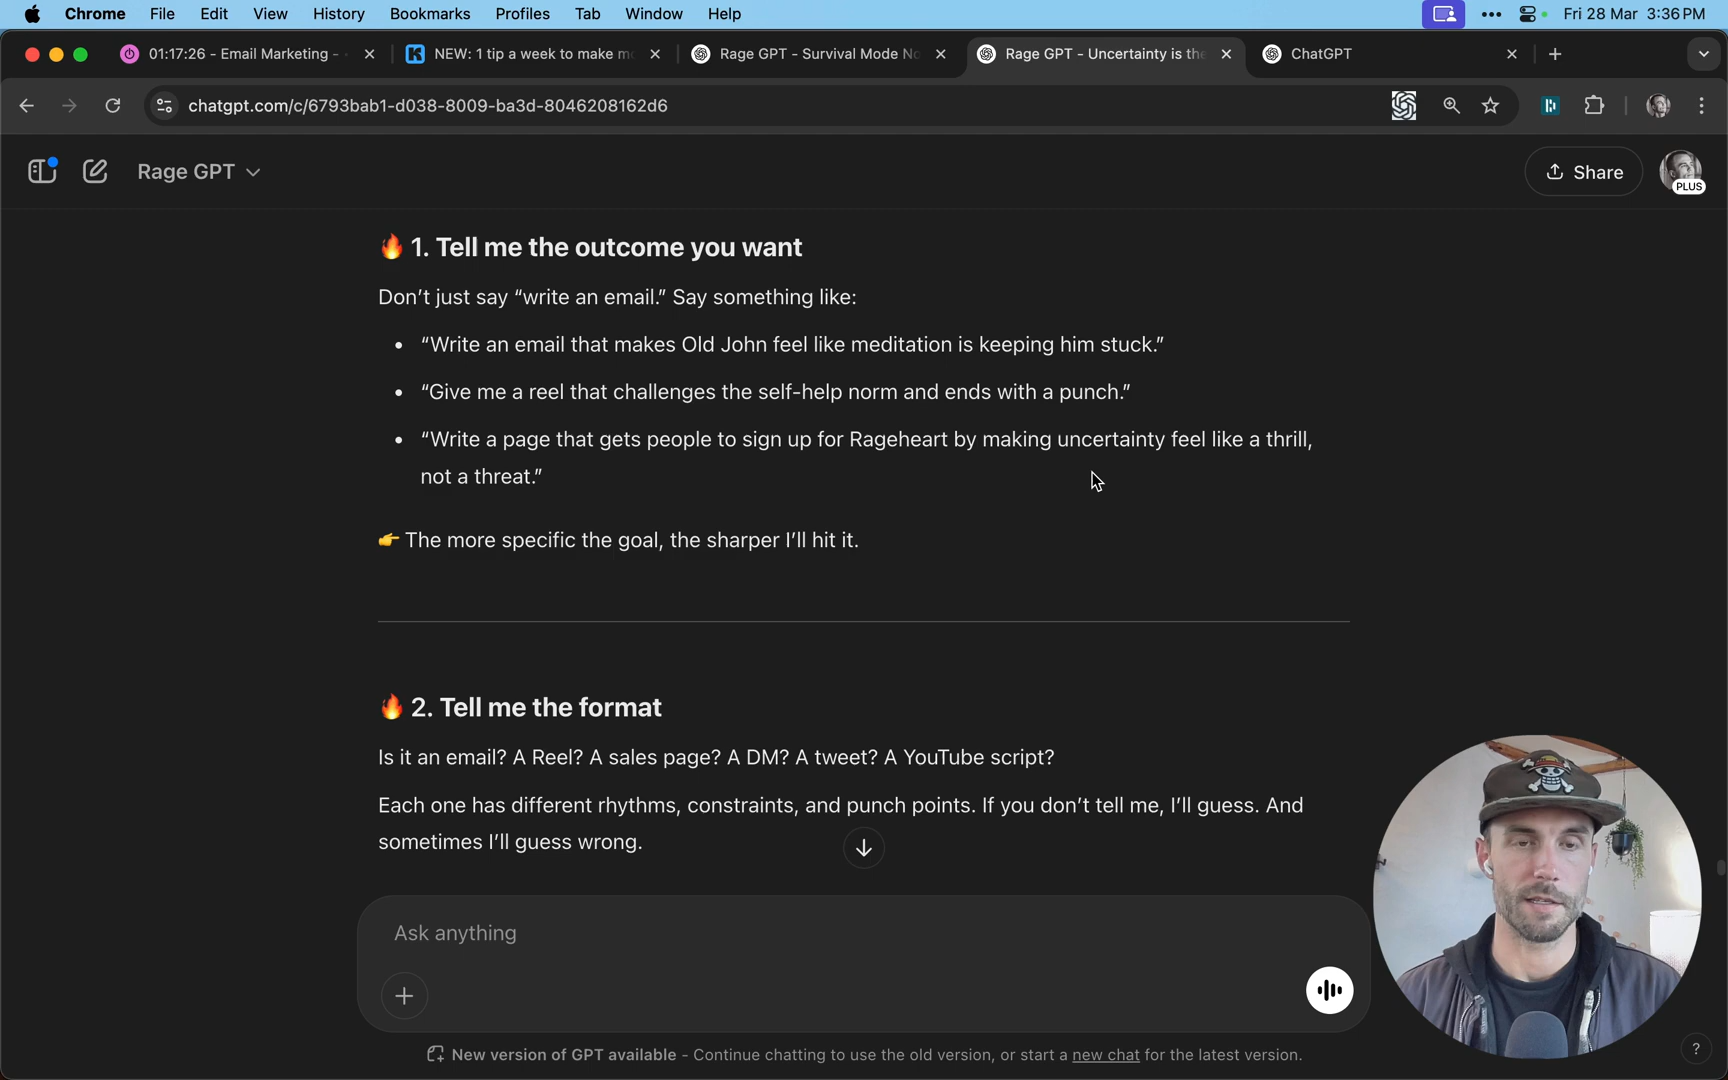 Chrome File Edit View History Bookmarks Profiles Tab Window Help Fri 28 Mar 3:36 PM
01:17:26 - Email Marketing - NEW: 1 tip a week to make mo Rage GPT - Survival Mode No Rage GPT - Uncertainty is the ChatGPT
chatgpt.com/c/6793bab1-d038-8009-ba3d-8046208162d6
Rage GPT Share
PLUS
🔥 1. Tell me the outcome you want
Don’t just say “write an email.” Say something like:
• “Write an email that makes Old John feel like meditation is keeping him stuck.”
• “Give me a reel that challenges the self-help norm and ends with a punch.”
• “Write a page that gets people to sign up for Rageheart by making uncertainty feel like a thrill,
not a threat.”
👉 The more specific the goal, the sharper I’ll hit it.
🔥 2. Tell me the format
Is it an email? A Reel? A sales page? A DM? A tweet? A YouTube script?
Each one has different rhythms, constraints, and punch points. If you don’t tell me, I’ll guess. And
sometimes I’ll guess wrong.
Ask anything
New version of GPT available - Continue chatting to use the old version, or start a new chat for the latest version.
?